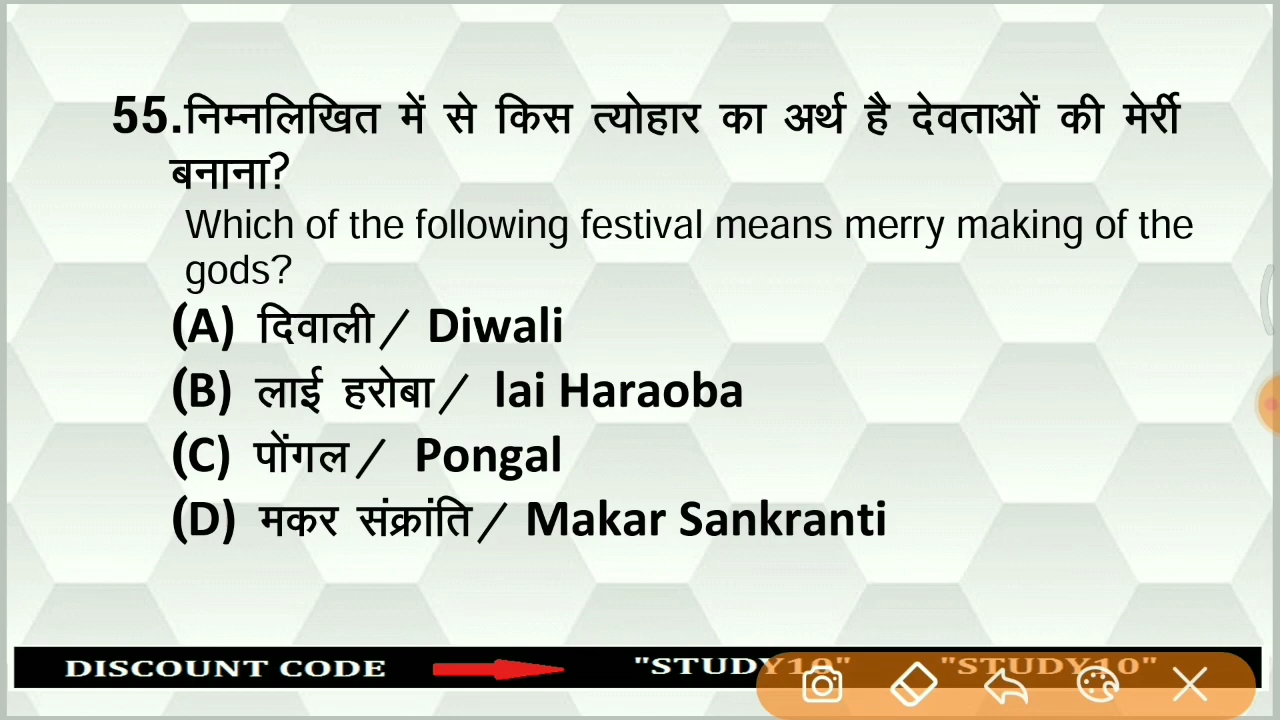 55.निम्नलिखित में से किस त्योहार का अर्थ है देवताओं की मेर्री
बनाना?
Which of the following festival means merry making of the
gods?
(A) दिवाली/ Diwali
(B) लाई हरोबा/ lai Haraoba
(C) पोंगल/ Pongal
(D) मकर संक्रांति/ Makar Sankranti
DISCOUNT CODE "STUDY10" "STUDY10"